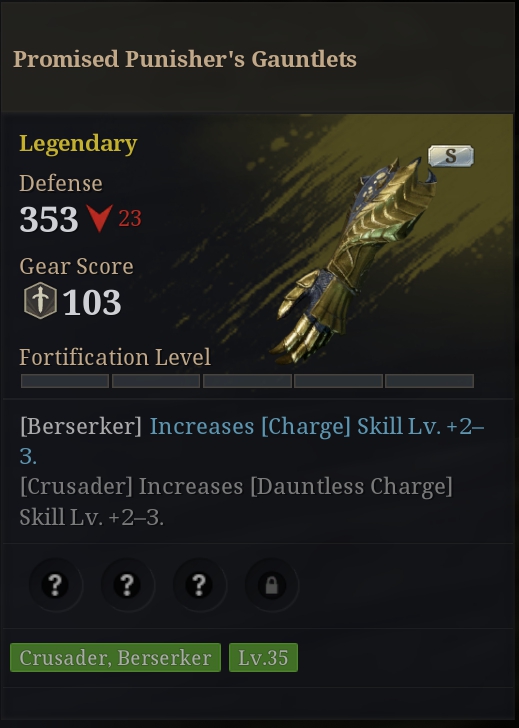 Promised Punisher's Gauntlets
Legendary
S
Defense
353 23
Gear Score
103
Fortification Level
[Berserker] Increases [Charge] Skill Lv. +2–
3.
[Crusader] Increases [Dauntless Charge]
Skill Lv. +2–3.
? ? ?
Crusader, Berserker Lv.35